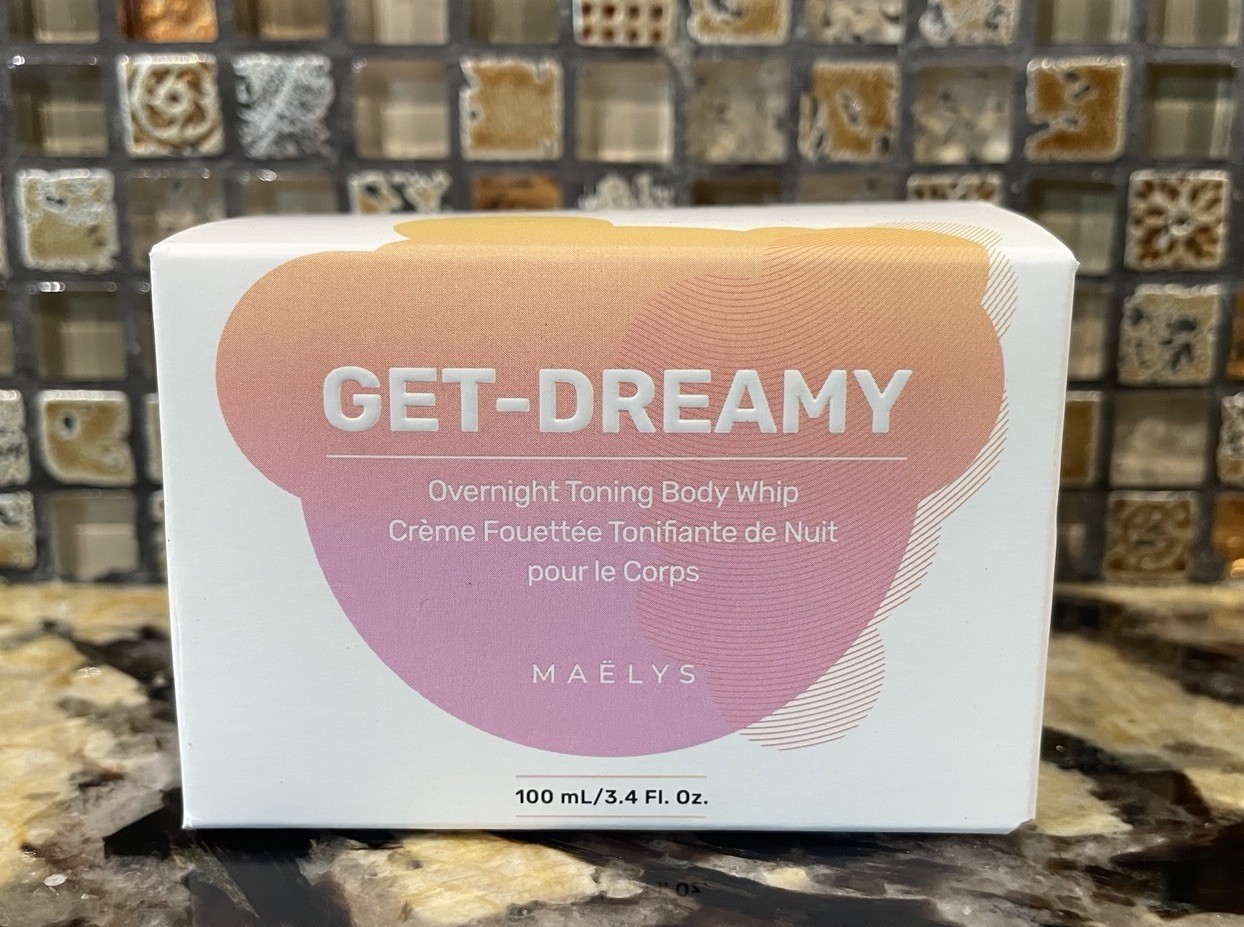 GET-DREAMY
Overnight Toning Body Whip
Crème Fouettée Tonifiante de Nuit
pour le Corps
MAËLYS
100 mL/3.4 Fl. Oz.